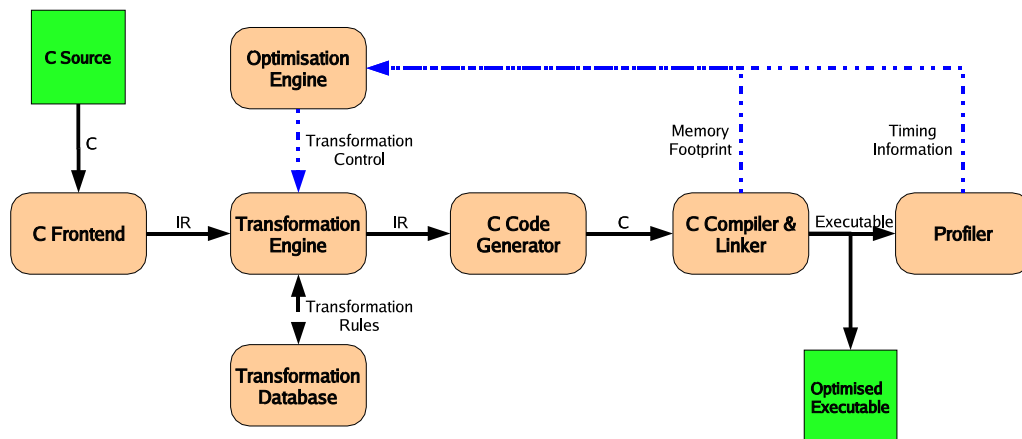 C Source
Optimisation
Engine
C
Transformation
Control
Memory
Footprint
Timing
Information
C Frontend
IR
Transformation
Engine
IR
C Code
Generator
C
C Compiler &
Linker
Executable
Profiler
Transformation
Rules
Transformation
Database
Optimised
Executable